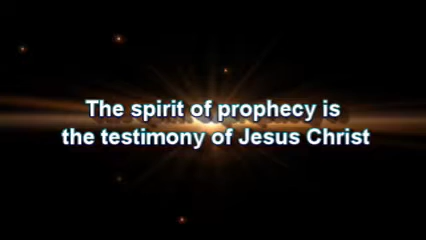 The spirit of prophecy is
the testimony of Jesus Christ